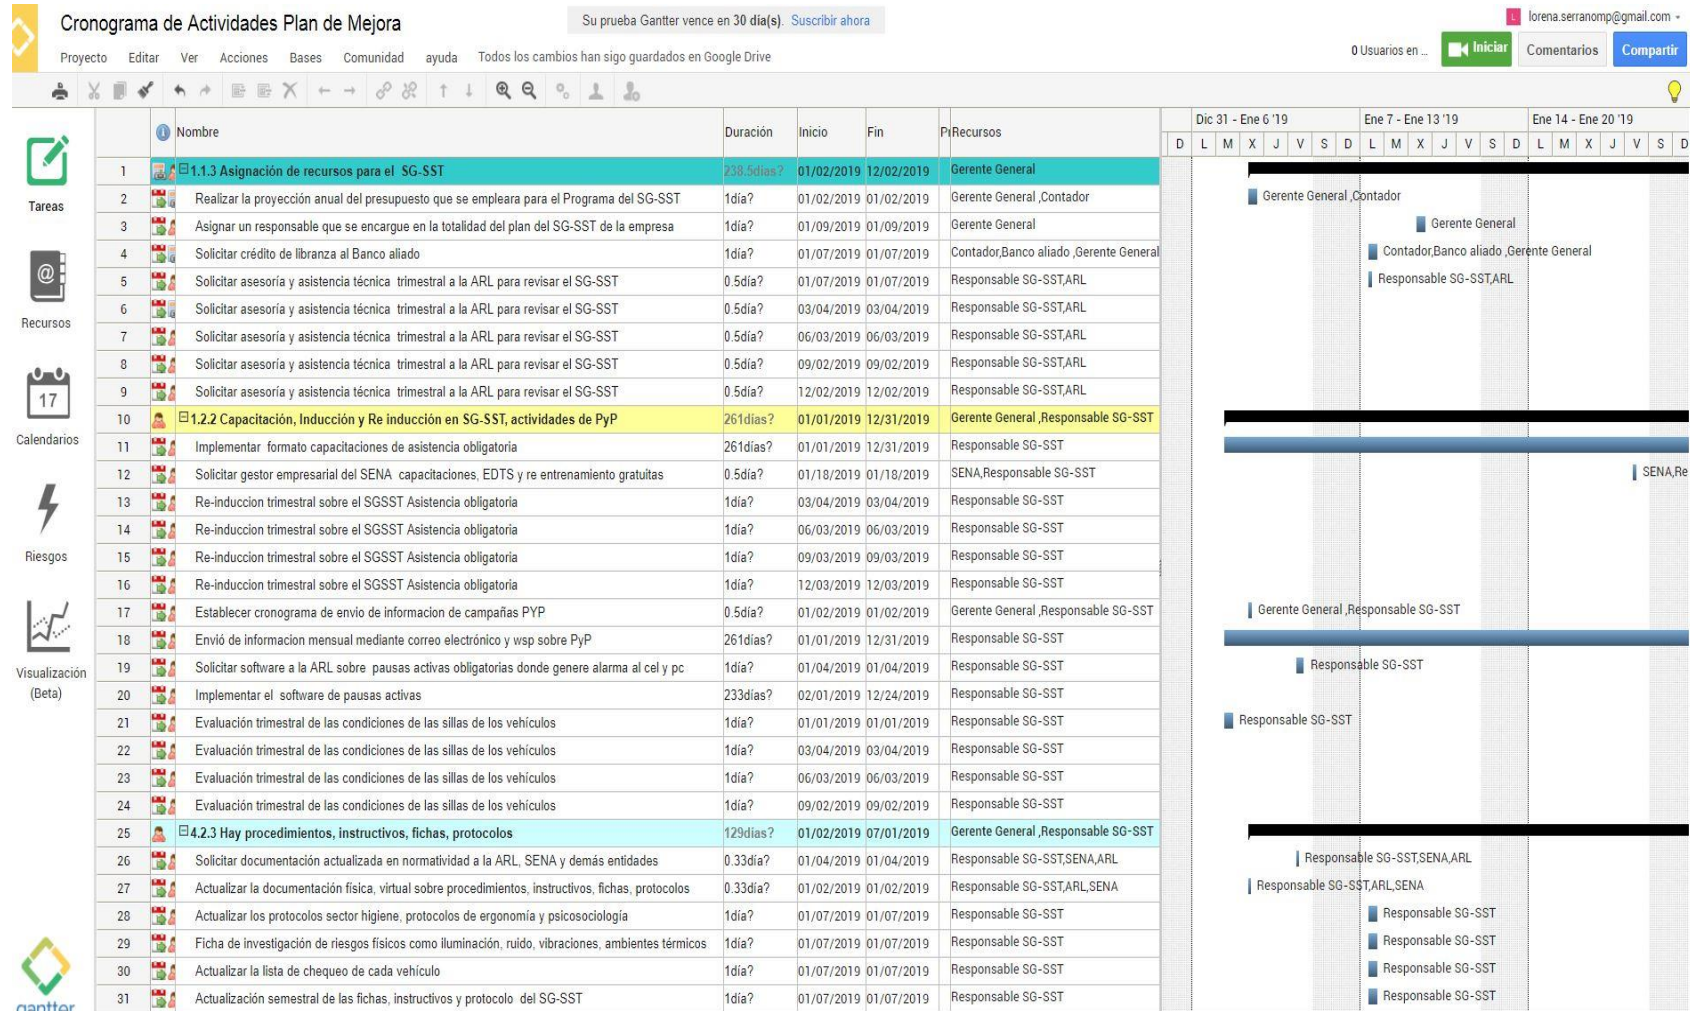 Cronograma de Actividades Plan de Mejora
Su prueba Gantter vence en 30 día(s). Suscribir ahora
L lorena.serranomp@gmail.com
Proyecto Editar Ver Acciones Bases Comunidad ayuda Todos los cambios han sigo guardados en Google Drive
0 Usuarios en ... Iniciar Comentarios Compartir
Nombre Duración Inicio Fin Pr Recursos
Dic 31 - Ene 6 '19 Ene 7 - Ene 13 '19 Ene 14 - Ene 20 '19
D L M X J V S D L M X J V S D L M X J V S D
Tareas
Recursos
17
Calendarios
Riesgos
Visualización
(Beta)
gantter
1 1.1.3 Asignación de recursos para el SG-SST 238.5días? 01/02/2019 12/02/2019 Gerente General
2 Realizar la proyección anual del presupuesto que se empleara para el Programa del SG-SST 1día? 01/02/2019 01/02/2019 Gerente General ,Contador Gerente General ,Contador
3 Asignar un responsable que se encargue en la totalidad del plan del SG-SST de la empresa 1día? 01/09/2019 01/09/2019 Gerente General Gerente General
4 Solicitar crédito de libranza al Banco aliado 1día? 01/07/2019 01/07/2019 Contador,Banco aliado ,Gerente General Contador,Banco aliado ,Gerente General
5 Solicitar asesoría y asistencia técnica trimestral a la ARL para revisar el SG-SST 0.5día? 01/07/2019 01/07/2019 Responsable SG-SST,ARL Responsable SG-SST,ARL
6 Solicitar asesoría y asistencia técnica trimestral a la ARL para revisar el SG-SST 0.5día? 03/04/2019 03/04/2019 Responsable SG-SST,ARL
7 Solicitar asesoría y asistencia técnica trimestral a la ARL para revisar el SG-SST 0.5día? 06/03/2019 06/03/2019 Responsable SG-SST,ARL
8 Solicitar asesoría y asistencia técnica trimestral a la ARL para revisar el SG-SST 0.5día? 09/02/2019 09/02/2019 Responsable SG-SST,ARL
9 Solicitar asesoría y asistencia técnica trimestral a la ARL para revisar el SG-SST 0.5día? 12/02/2019 12/02/2019 Responsable SG-SST,ARL
10 1.2.2 Capacitación, Inducción y Re inducción en SG-SST, actividades de PyP 261días? 01/01/2019 12/31/2019 Gerente General ,Responsable SG-SST
11 Implementar formato capacitaciones de asistencia obligatoria 261días? 01/01/2019 12/31/2019 Responsable SG-SST
12 Solicitar gestor empresarial del SENA capacitaciones, EDTS y re entrenamiento gratuitas 0.5día? 01/18/2019 01/18/2019 SENA,Responsable SG-SST SENA,Re
13 Re-induccion trimestral sobre el SGSST Asistencia obligatoria 1día? 03/04/2019 03/04/2019 Responsable SG-SST
14 Re-induccion trimestral sobre el SGSST Asistencia obligatoria 1día? 06/03/2019 06/03/2019 Responsable SG-SST
15 Re-induccion trimestral sobre el SGSST Asistencia obligatoria 1día? 09/03/2019 09/03/2019 Responsable SG-SST
16 Re-induccion trimestral sobre el SGSST Asistencia obligatoria 1día? 12/03/2019 12/03/2019 Responsable SG-SST
17 Establecer cronograma de envio de informacion de campañas PYP 0.5día? 01/02/2019 01/02/2019 Gerente General ,Responsable SG-SST Gerente General ,Responsable SG-SST
18 Envió de informacion mensual mediante correo electrónico y wsp sobre PyP 261días? 01/01/2019 12/31/2019 Responsable SG-SST
19 Solicitar software a la ARL sobre pausas activas obligatorias donde genere alarma al cel y pc 1día? 01/04/2019 01/04/2019 Responsable SG-SST Responsable SG-SST
20 Implementar el software de pausas activas 233días? 02/01/2019 12/24/2019 Responsable SG-SST
21 Evaluación trimestral de las condiciones de las sillas de los vehículos 1día? 01/01/2019 01/01/2019 Responsable SG-SST Responsable SG-SST
22 Evaluación trimestral de las condiciones de las sillas de los vehículos 1día? 03/04/2019 03/04/2019 Responsable SG-SST
23 Evaluación trimestral de las condiciones de las sillas de los vehículos 1día? 06/03/2019 06/03/2019 Responsable SG-SST
24 Evaluación trimestral de las condiciones de las sillas de los vehículos 1día? 09/02/2019 09/02/2019 Responsable SG-SST
25 4.2.3 Hay procedimientos, instructivos, fichas, protocolos 129días? 01/02/2019 07/01/2019 Gerente General ,Responsable SG-SST
26 Solicitar documentación actualizada en normatividad a la ARL, SENA y demás entidades 0.33día? 01/04/2019 01/04/2019 Responsable SG-SST,SENA,ARL Responsable SG-SST,SENA,ARL
27 Actualizar la documentación física, virtual sobre procedimientos, instructivos, fichas, protocolos 0.33día? 01/02/2019 01/02/2019 Responsable SG-SST,ARL,SENA Responsable SG-SST,ARL,SENA
28 Actualizar los protocolos sector higiene, protocolos de ergonomía y psicosociología 1día? 01/07/2019 01/07/2019 Responsable SG-SST Responsable SG-SST
29 Ficha de investigación de riesgos físicos como iluminación, ruido, vibraciones, ambientes térmicos 1día? 01/07/2019 01/07/2019 Responsable SG-SST Responsable SG-SST
30 Actualizar la lista de chequeo de cada vehículo 1día? 01/07/2019 01/07/2019 Responsable SG-SST Responsable SG-SST
31 Actualización semestral de las fichas, instructivos y protocolo del SG-SST 1día? 01/07/2019 01/07/2019 Responsable SG-SST Responsable SG-SST